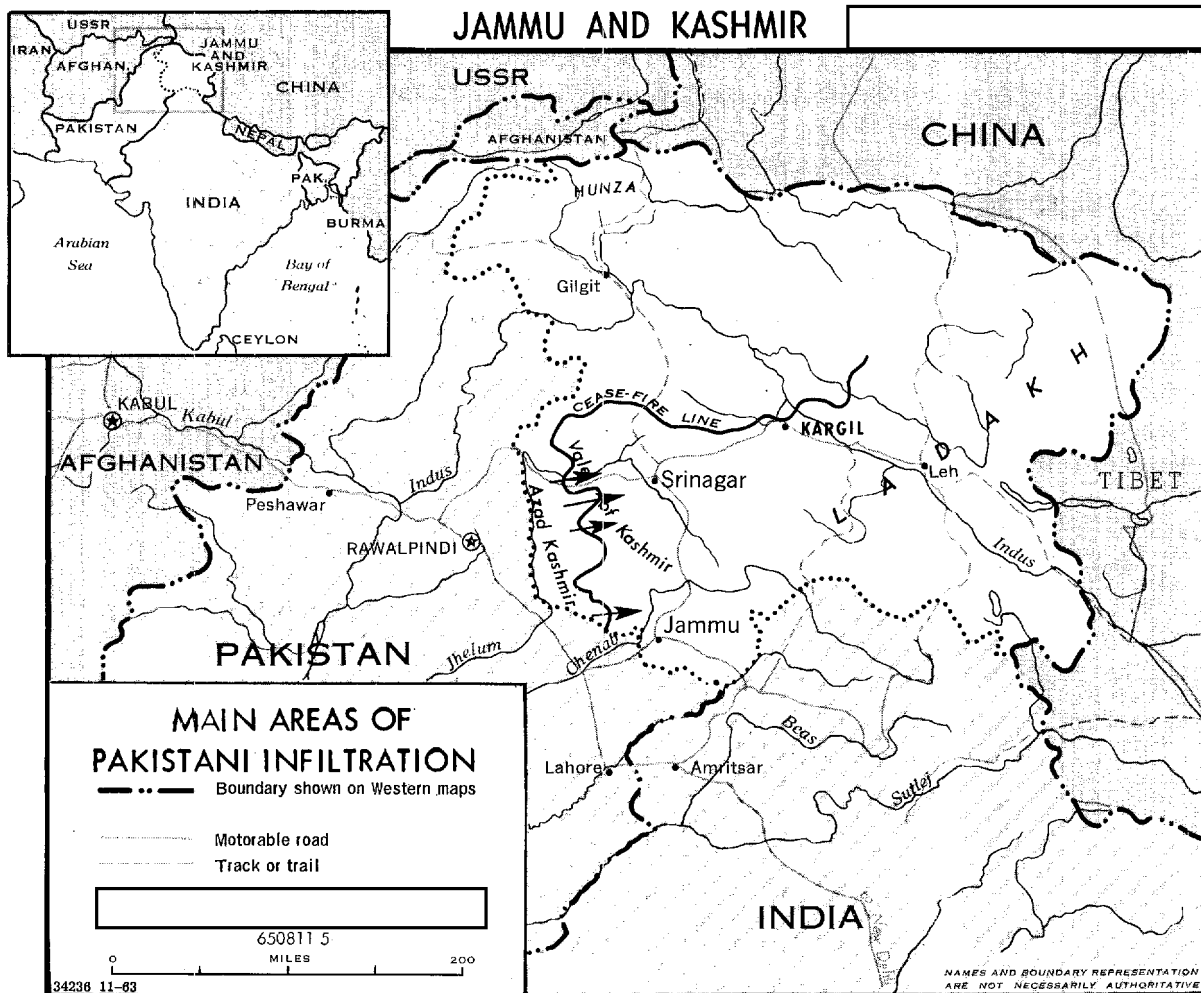 JAMMU AND KASHMIR
USSR
IRAN
AFGHAN.
JAMMU
AND
KASHMIR
CHINA
PAKISTAN
NEPAL
PAK.
INDIA
BURMA
Arabian
Sea
Bay of
Bengal
CEYLON
USSR
AFGHANISTAN
CHINA
HUNZA
Gilgit
KABUL
Kabul
AFGHANISTAN
CEASE-FIRE LINE
KARGIL
LADAKH
Leh
TIBET
Peshawar
Indus
Vale of Kashmir
Srinagar
RAWALPINDI
Azad Kashmir
Indus
PAKISTAN
Jhelum
Chenab
Jammu
Beas
Lahore
Amritsar
Sutlej
INDIA
MAIN AREAS OF
PAKISTANI INFILTRATION
Boundary shown on Western maps
Motorable road
Track or trail
650811 5
MILES
0 200
34236 11-63
NAMES AND BOUNDARY REPRESENTATION
ARE NOT NECESSARILY AUTHORITATIVE